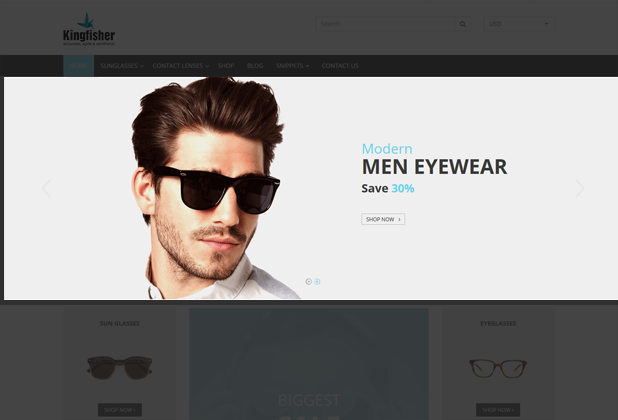 Kingfisher
Search
USD
HOME
SUNGLASSES
CONTACT LENSES
SHOP
BLOG
SNIPPETS
CONTACT US
Modern
MEN EYEWEAR
Save 30%
SHOP NOW
SUN GLASSES
EYEGLASSES
SHOP NOW
SHOP NOW
BIGGEST
SALE